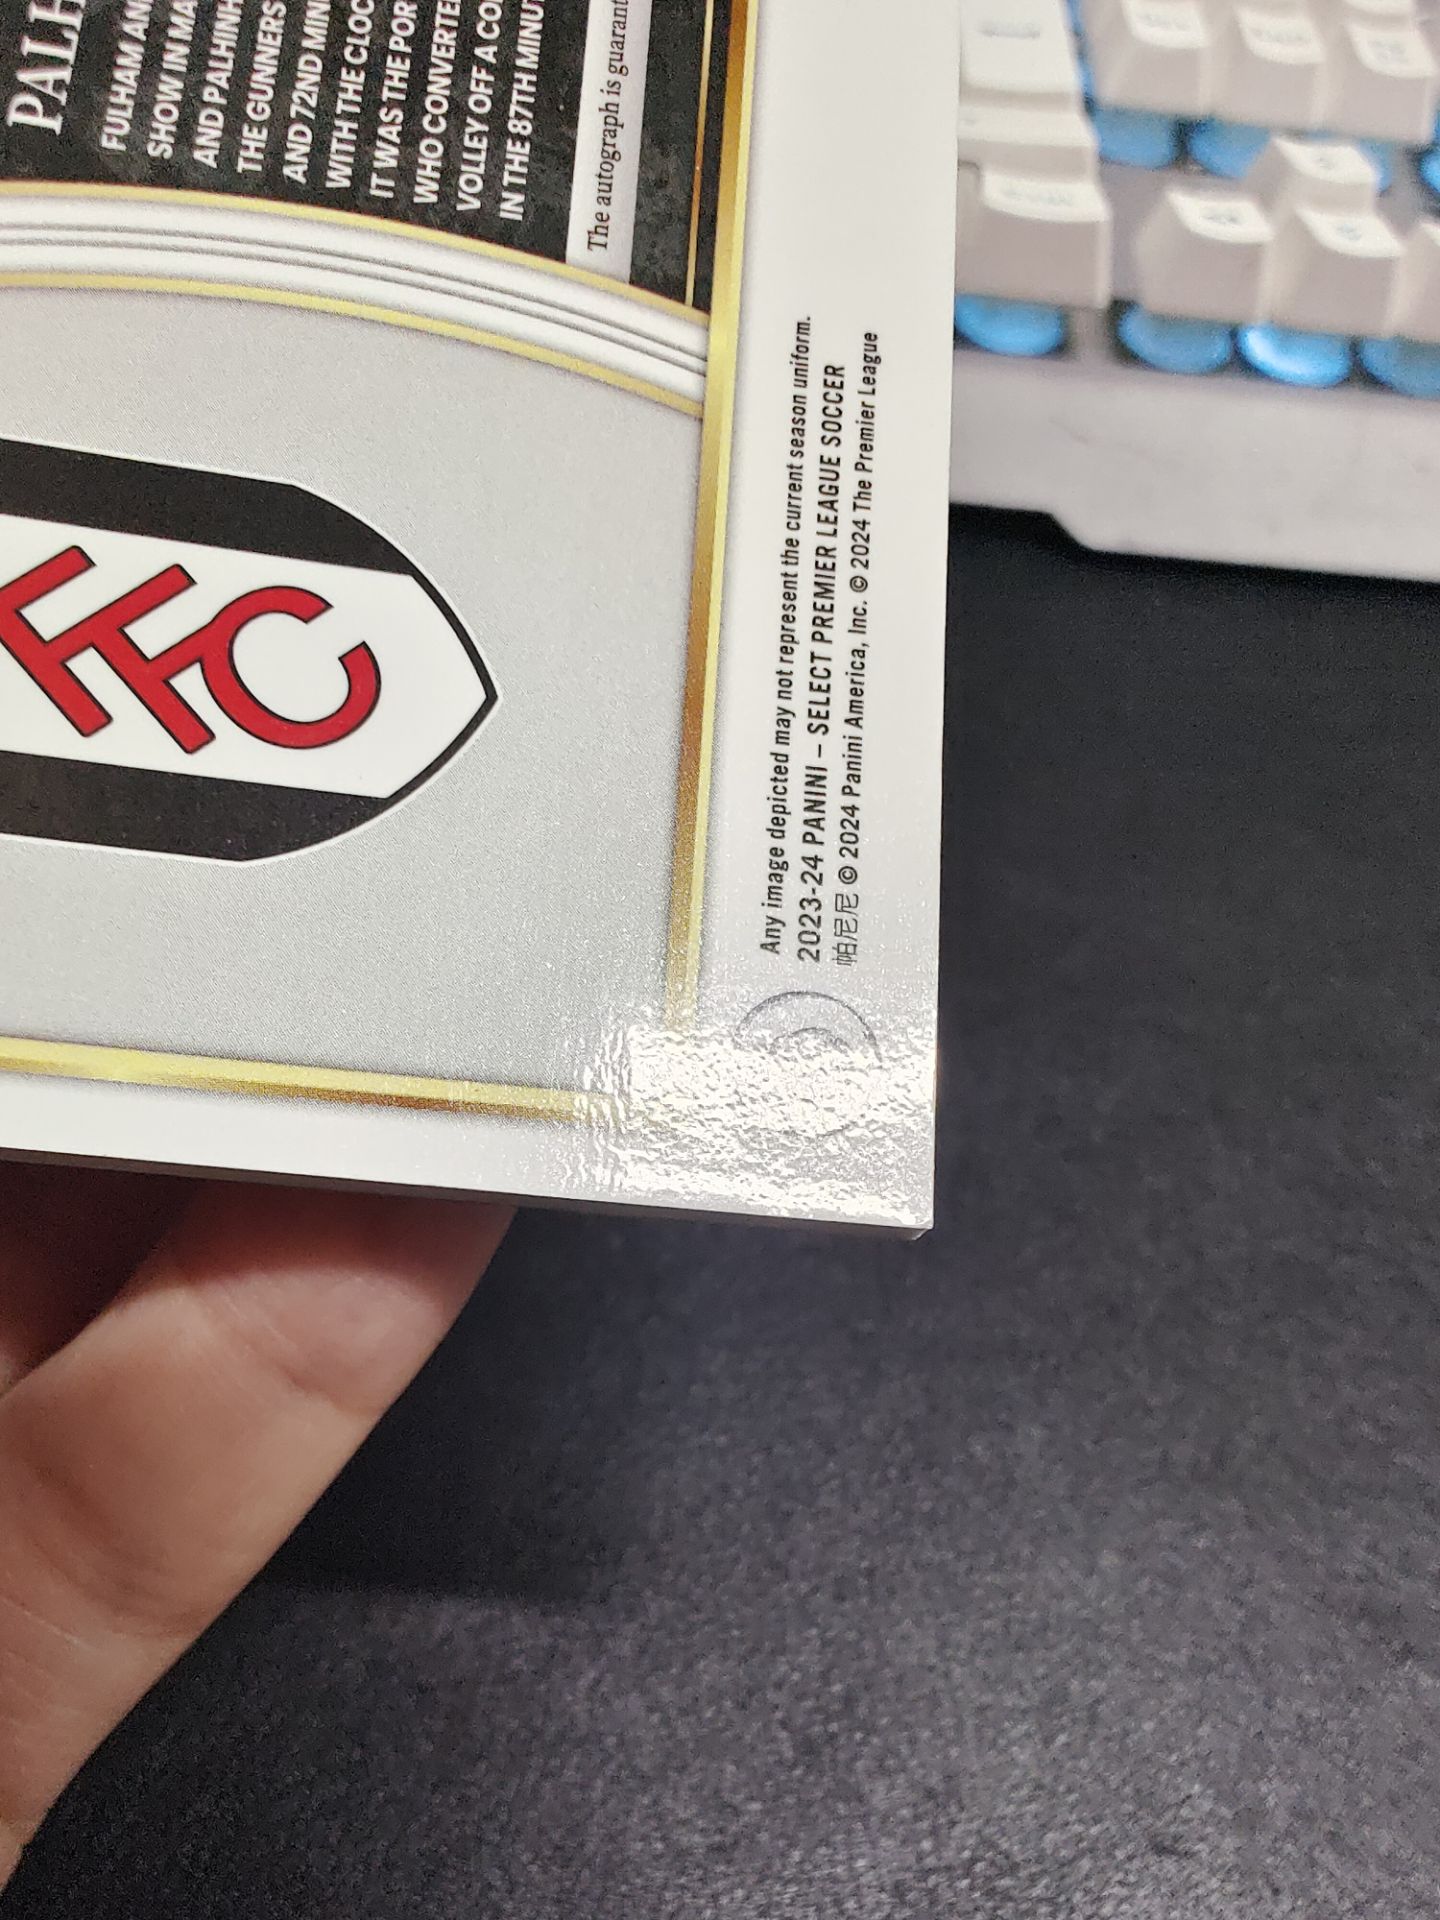 PALH
FULHAM AN
SHOW IN MA
AND PALHINH
THE GUNNERS
AND 72ND MIN
WITH THE CLOC
IT WAS THE POR
WHO CONVERTE
VOLLEY OFF A CO
IN THE 87TH MINUT
The autograph is guarant
FFC
Any image depicted may not represent the current season uniform.
2023-24 PANINI – SELECT PREMIER LEAGUE SOCCER
帕尼尼 © 2024 Panini America, Inc. © 2024 The Premier League